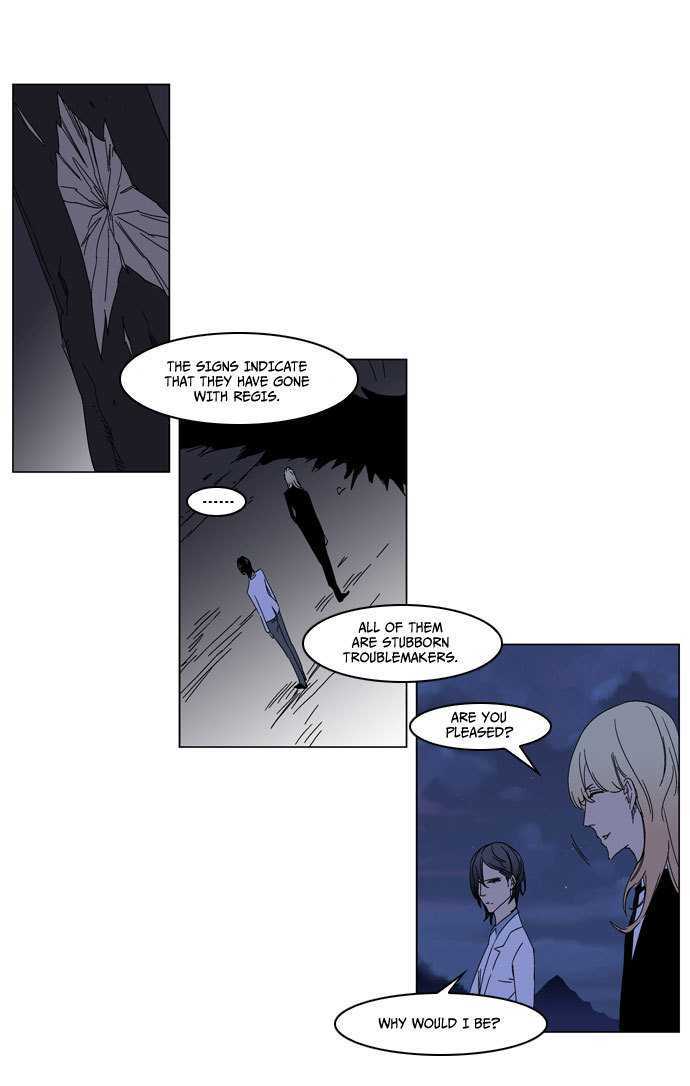 THE SIGNS INDICATE
THAT THEY HAVE GONE
WITH REGIS.
-------
ALL OF THEM
ARE STUBBORN
TROUBLEMAKERS.
ARE YOU
PLEASED?
WHY WOULD I BE?